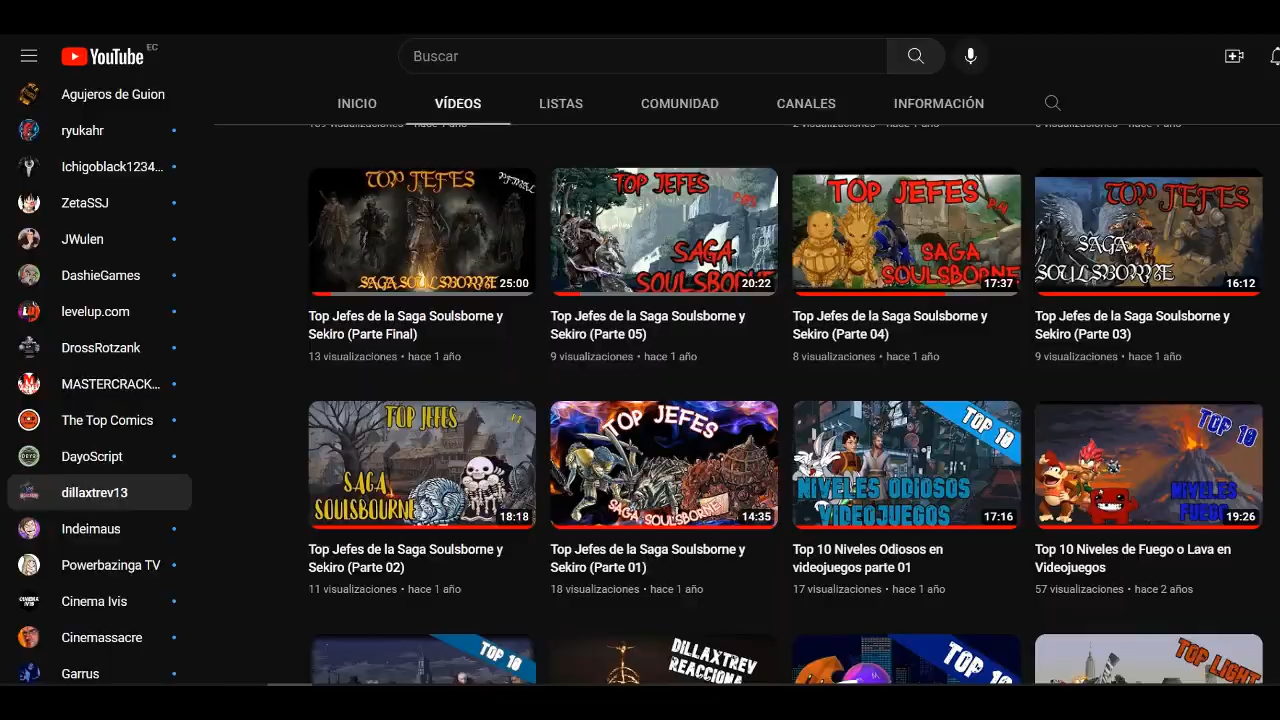 YouTube EC
Buscar
INICIO VÍDEOS LISTAS COMUNIDAD CANALES INFORMACIÓN
Agujeros de Guion
ryukahr
Ichigoblack1234...
ZetaSSJ
JWulen
DashieGames
levelup.com
DrossRotzank
MASTERCRACK...
The Top Comics
DayoScript
dillaxtrev13
Indeimaus
Powerbazinga TV
Cinema Ivis
Cinemassacre
Garrus
TOP JEFES
SAGA SOULSBORNE
25:00
Top Jefes de la Saga Soulsborne y
Sekiro (Parte Final)
13 visualizaciones • hace 1 año
TOP JEFES
SAGA
SOULSBORNE
20:22
Top Jefes de la Saga Soulsborne y
Sekiro (Parte 05)
9 visualizaciones • hace 1 año
TOP JEFES
P.4
SAGA
SOULSBORNE
17:37
Top Jefes de la Saga Soulsborne y
Sekiro (Parte 04)
8 visualizaciones • hace 1 año
TOP JEFES
SAGA
SOULSBORNE
16:12
Top Jefes de la Saga Soulsborne y
Sekiro (Parte 03)
9 visualizaciones • hace 1 año
TOP JEFES
SAGA
SOULSBOURNE
18:18
Top Jefes de la Saga Soulsborne y
Sekiro (Parte 02)
11 visualizaciones • hace 1 año
TOP JEFES
SAGA SOULSBORNE
14:35
Top Jefes de la Saga Soulsborne y
Sekiro (Parte 01)
18 visualizaciones • hace 1 año
TOP 10
NIVELES ODIOSOS
VIDEOJUEGOS
17:16
Top 10 Niveles Odiosos en
videojuegos parte 01
17 visualizaciones • hace 1 año
TOP 10
NIVELES
FUEGO
19:26
Top 10 Niveles de Fuego o Lava en
Videojuegos
57 visualizaciones • hace 2 años
TOP 10
DILLAXTREV
REACCIONA
TOP 10
TOP LIGHT